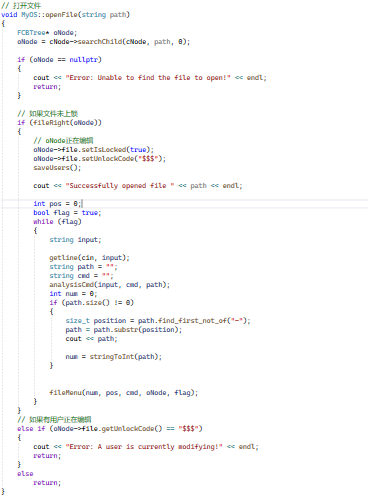 // 打开文件
void MyOS::openFile(string path)
{
FCBTree* oNode;
oNode = cNode->searchChild(cNode, path, 0);
if (oNode == nullptr)
{
cout << "Error: Unable to find the file to open!" << endl;
return;
}
// 如果文件未上锁
if (fileRight(oNode))
{
// oNode正在编辑
oNode->file.setIsLocked(true);
oNode->file.setUnlockCode("$$$");
saveUsers();
cout << "Successfully opened file " << path << endl;
int pos = 0;
bool flag = true;
while (flag)
{
string input;
getline(cin, input);
string path = "";
string cmd = "";
analysisCmd(input, cmd, path);
int num = 0;
if (path.size() != 0)
{
size_t position = path.find_first_not_of("-");
path = path.substr(position);
cout << path;
num = stringToInt(path);
}
fileMenu(num, pos, cmd, oNode, flag);
}
}
// 如果有用户正在编辑
else if (oNode->file.getUnlockCode() == "$$$")
{
cout << "Error: A user is currently modifying!" << endl;
return;
}
else
return;
}